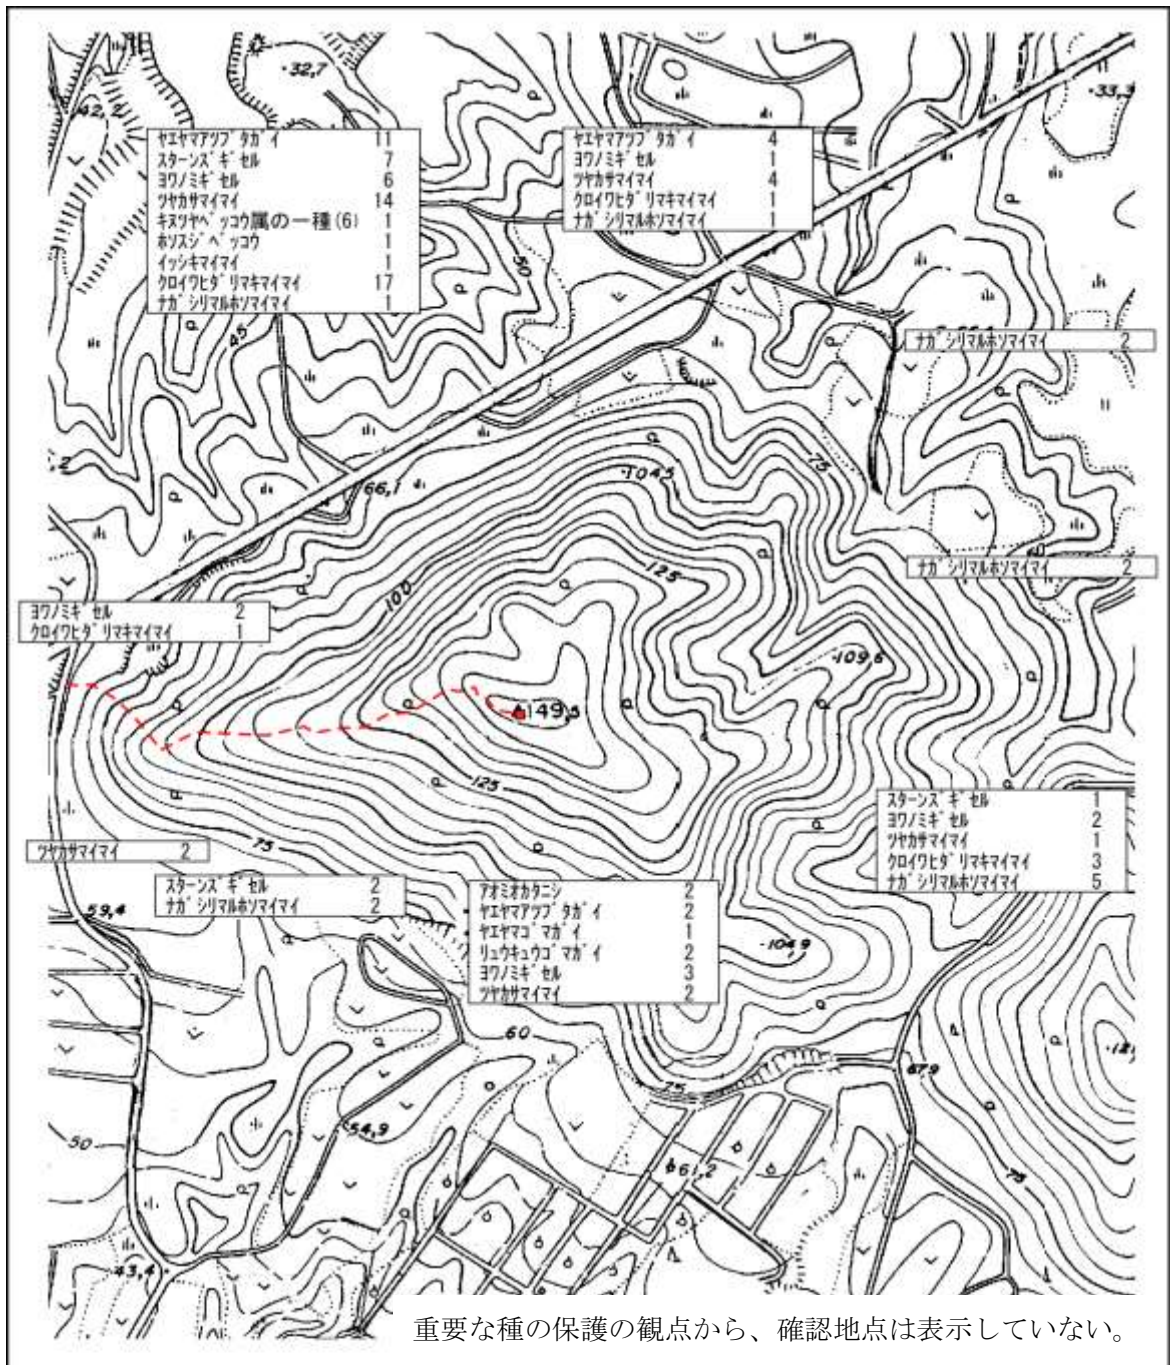 32,7
33,3
42,2
ヤエヤマアツブタガイ 11
スターンズギセル 7
ヨワノミギセル 6
ツヤカサマイマイ 14
キヌツヤベッコウ属の一種(6) 1
ホソスジベッコウ 1
イッシキマイマイ 1
クロイワヒダリマキマイマイ 17
ナガシリマルホソマイマイ 1
ヤエヤマアツブタガイ 4
ヨワノミギセル 1
ツヤカサマイマイ 4
クロイワヒダリマキマイマイ 1
ナガシリマルホソマイマイ 1
50
45
ナガシリマルホソマイマイ 2
75
104,5
66,1
125
100
ナガシリマルホソマイマイ 2
ヨワノミギセル 2
クロイワヒダリマキマイマイ 1
109,6
149,5
125
75
ツヤカサマイマイ 2
スターンズギセル 1
ヨワノミギセル 2
ツヤカサマイマイ 1
クロイワヒダリマキマイマイ 3
ナガシリマルホソマイマイ 5
スターンズギセル 2
ナガシリマルホソマイマイ 2
アオミオカタニシ 2
ヤエヤマアツブタガイ 2
ヤエヤマゴマガイ 1
リュウキュウゴマガイ 2
ヨワノミギセル 3
ツヤカサマイマイ 2
59,4
104,9
60
67,9
75
54,9
50
61,2
75
43,4
重要な種の保護の観点から、確認地点は表示していない。